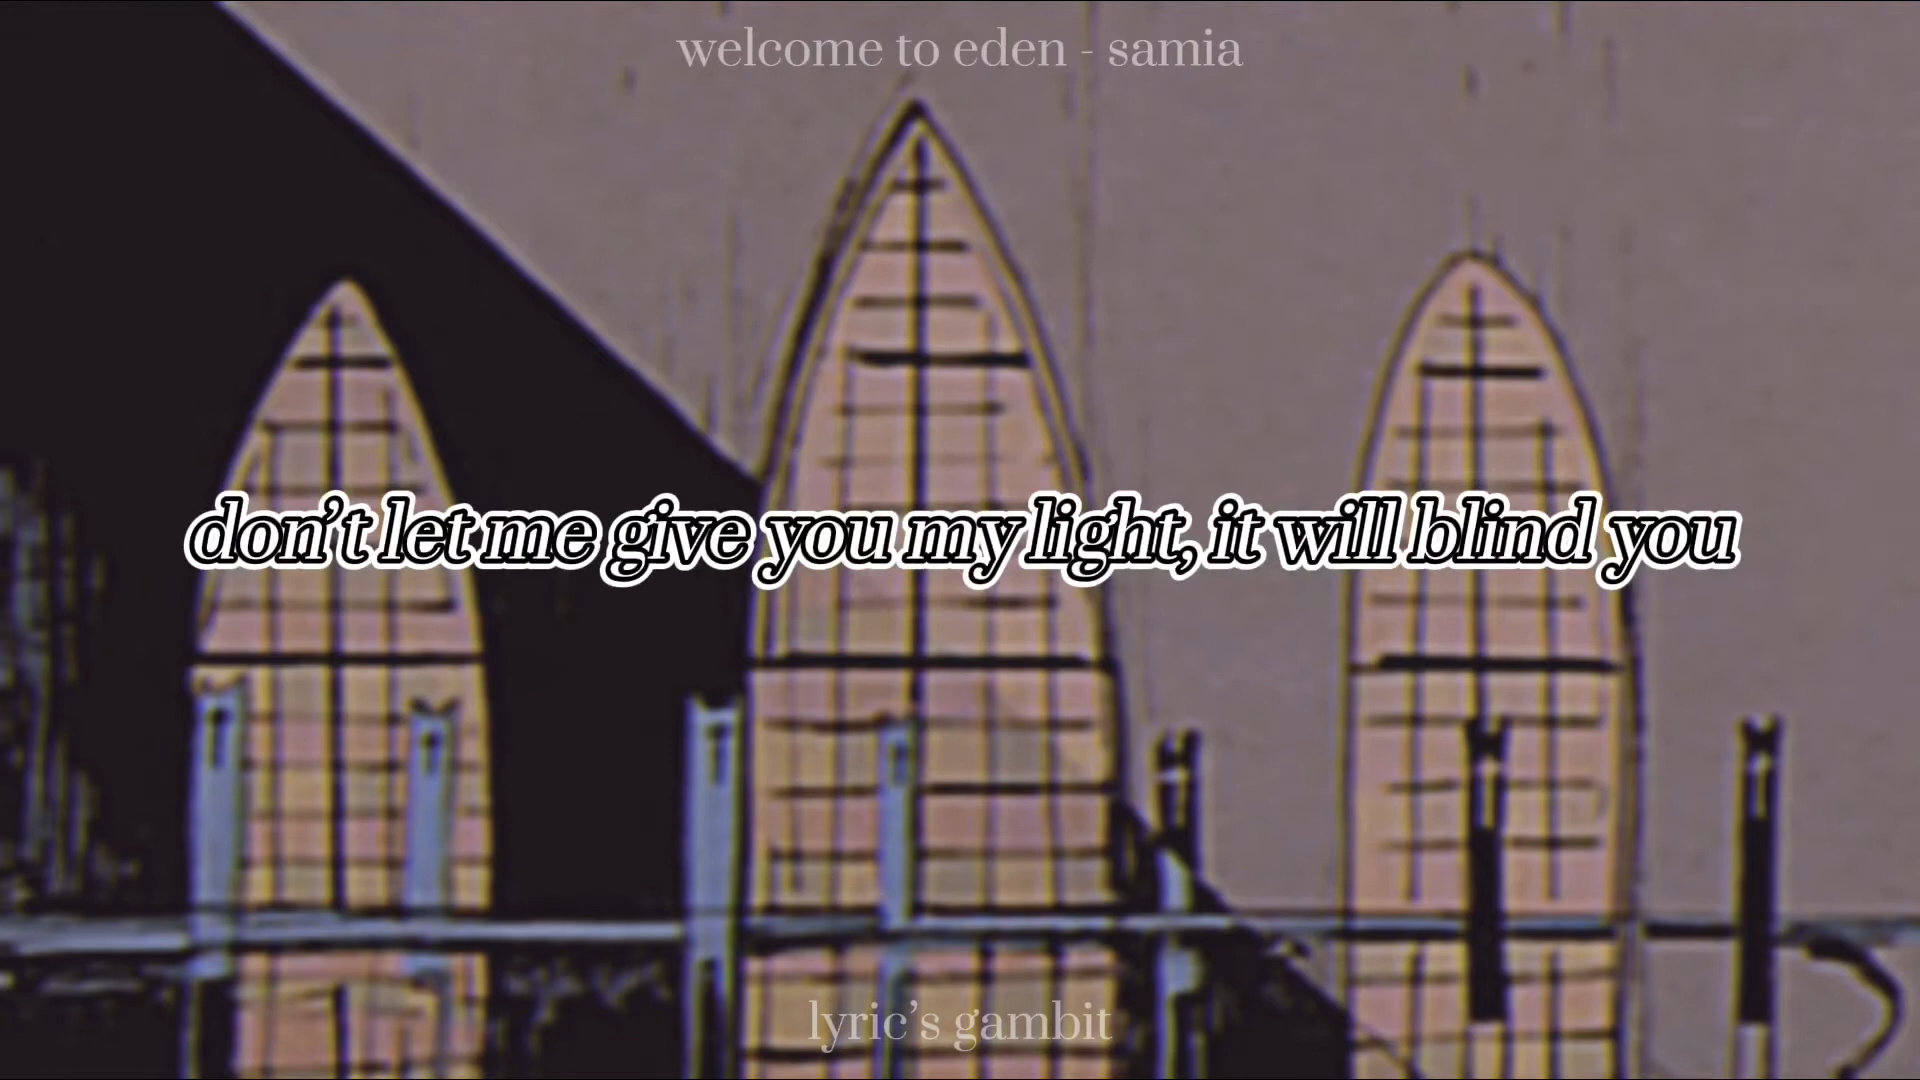 welcome to eden - samia
don't let me give you my light, it will blind you
lyric's gambit